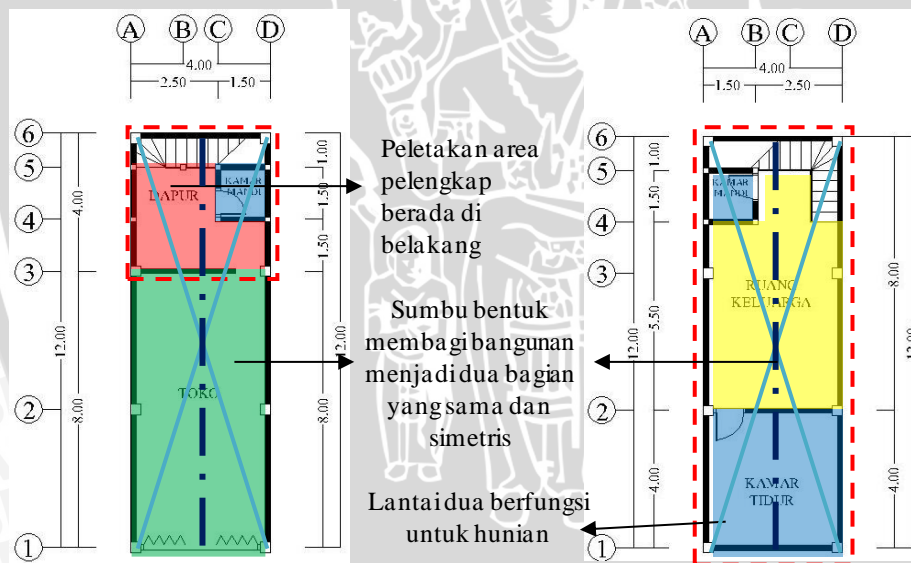 A B C D
4.00
2.50 1.50
6
5
4
3
2
1
12.00
4.00
8.00
1.00
1.50
1.50
12.00
8.00
DAPUR
KAMAR
MANDI
TOKO
Peletakan area
pelengkap
berada di
belakang
Sumbu bentuk
membagi bangunan
menjadi dua bagian
yang sama dan
simetris
Lantai dua berfungsi
untuk hunian
A B C D
4.00
1.50 2.50
6
5
4
3
2
1
12.00
1.00
1.50
5.50
4.00
8.00
4.00
12.00
KAMAR
MANDI
RUANG
KELUARGA
KAMAR
TIDUR